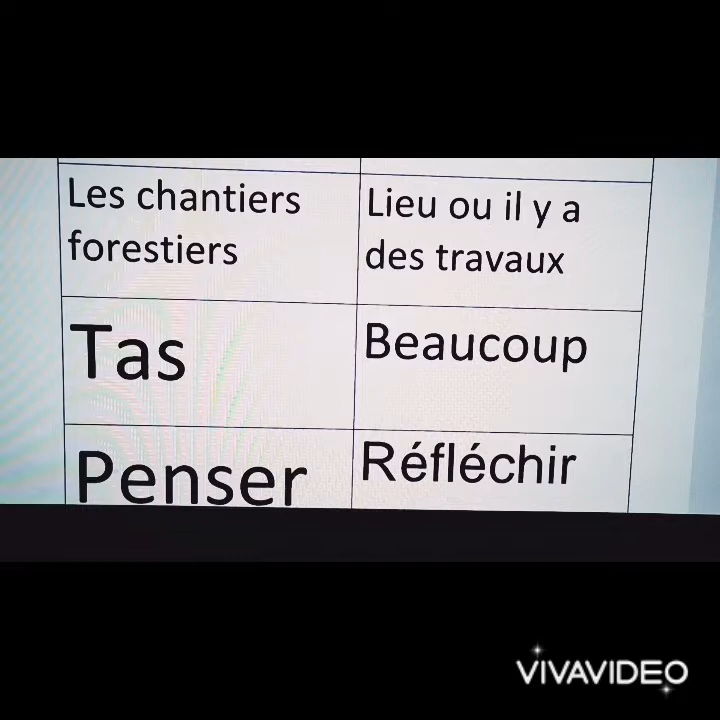 Les chantiers
forestiers
Lieu ou il y a
des travaux
Tas
Beaucoup
Penser
Réfléchir
VIVAVIDEO